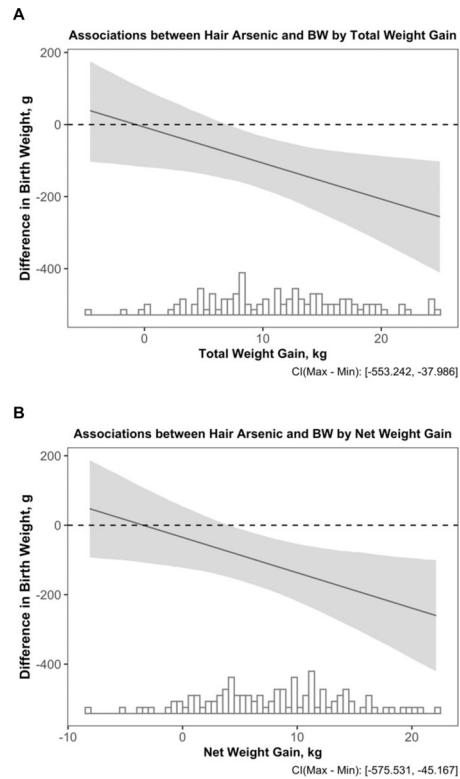 A
Associations between Hair Arsenic and BW by Total Weight Gain
200
0
-200
-400
Difference in Birth Weight, g
0
10
20
Total Weight Gain, kg
CI(Max - Min): [-553.242, -37.986]
B
Associations between Hair Arsenic and BW by Net Weight Gain
200
0
-200
-400
Difference in Birth Weight, g
-10
0
10
20
Net Weight Gain, kg
CI(Max - Min): [-575.531, -45.167]